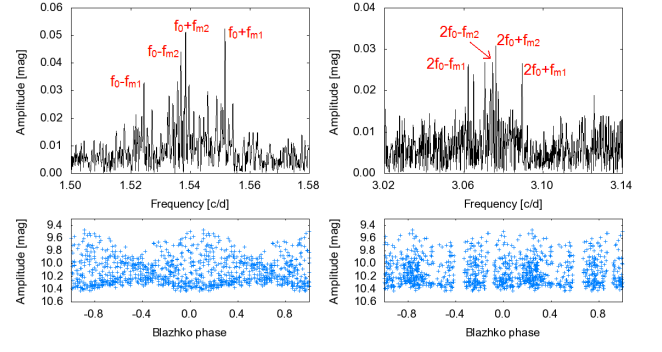 0.06
0.05
0.04
0.03
0.02
0.01
0.00
Amplitude [mag]
f0-fm1
f0-fm2
f0+fm2
f0+fm1
1.50
1.52
1.54
1.56
1.58
Frequency [c/d]
0.04
0.03
0.02
0.01
0.00
Amplitude [mag]
2f0-fm1
2f0-fm2
2f0+fm2
2f0+fm1
3.02
3.06
3.10
3.14
Frequency [c/d]
9.4
9.6
9.8
10.0
10.2
10.4
10.6
Amplitude [mag]
-0.8
-0.4
0.0
0.4
0.8
Blazhko phase
9.4
9.6
9.8
10.0
10.2
10.4
10.6
Amplitude [mag]
-0.8
-0.4
0.0
0.4
0.8
Blazhko phase